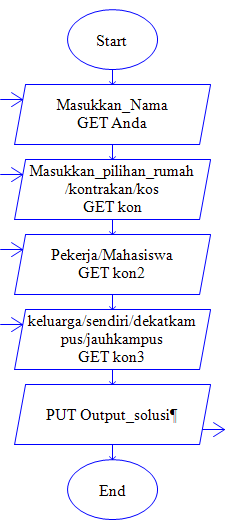 Start
Masukkan_Nama
GET Anda
Masukkan_pilihan_rumah
/kontrakan/kos
GET kon
Pekerja/Mahasiswa
GET kon2
keluarga/sendiri/dekatkam
pus/jauhkampus
GET kon3
PUT Output_solusi¶
End